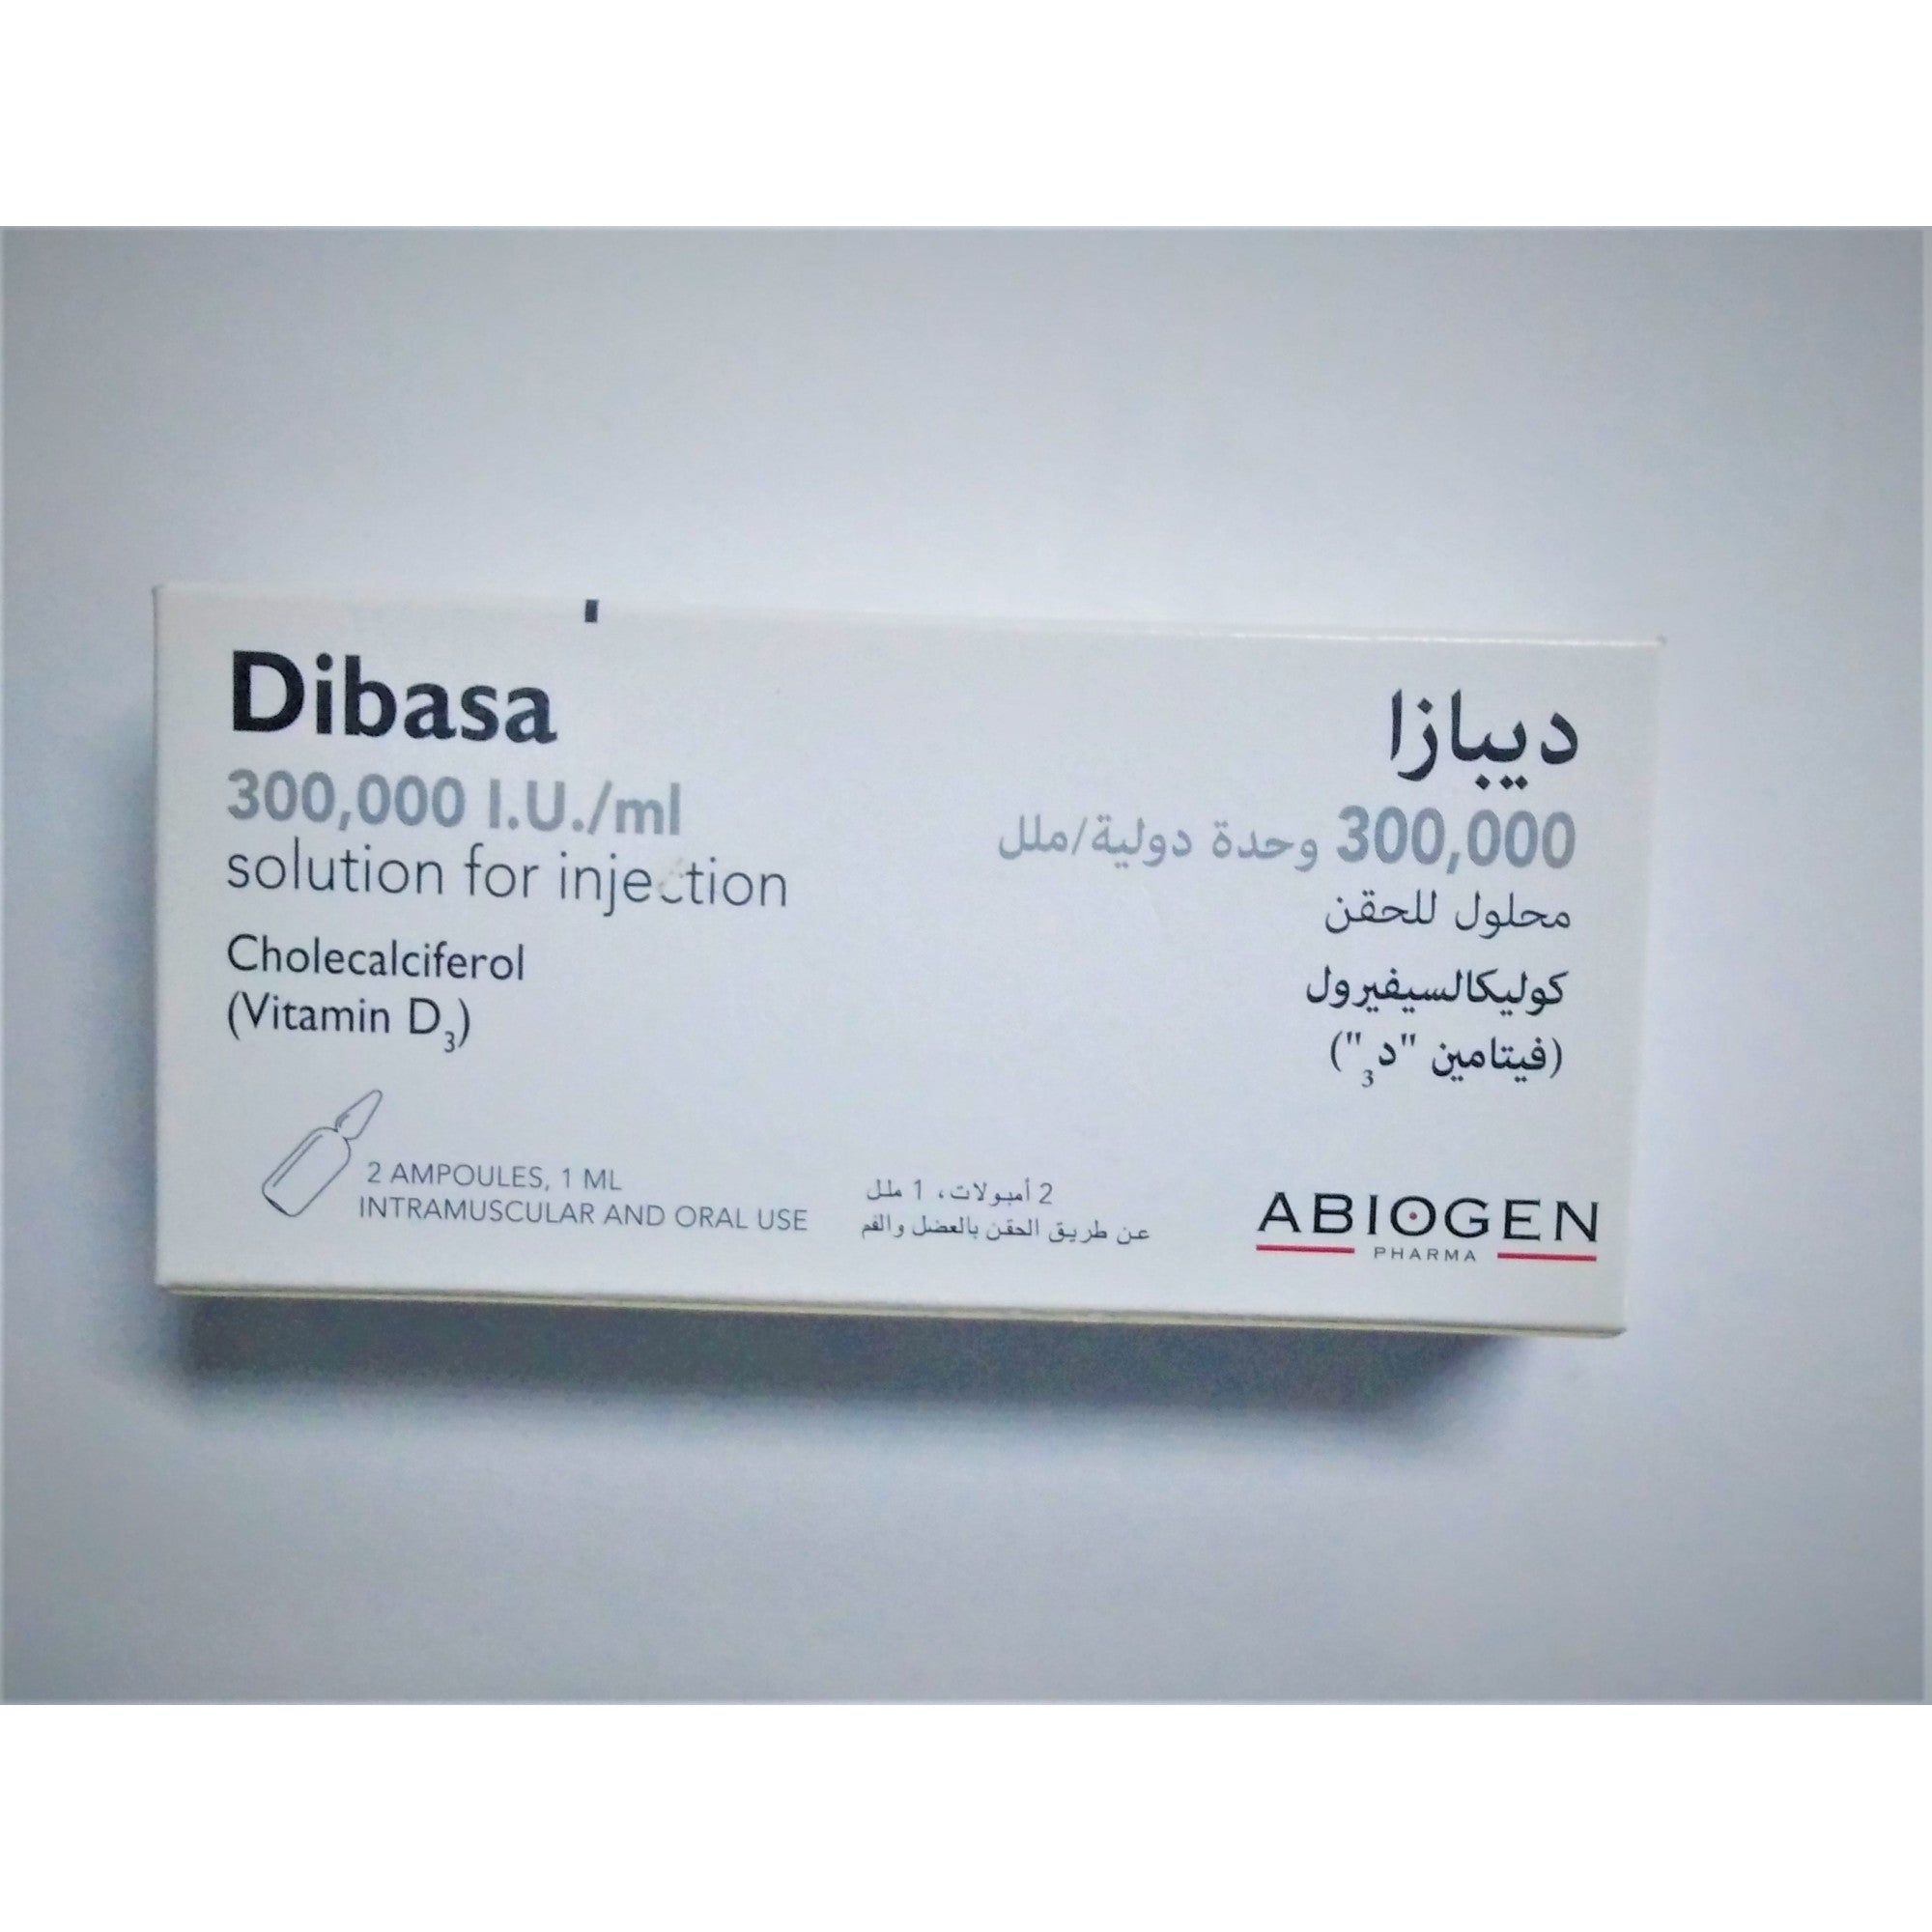 Dibasa
300,000 I.U./ml
solution for injection
Cholecalciferol
(Vitamin D₃)
2 AMPOULES, 1 ML
INTRAMUSCULAR AND ORAL USE
ديبازا
300,000 وحدة دولية/ملل
محلول للحقن
كوليكالسيفيرول
(فيتامين "د₃")
2 أمبولات، 1 ملل
عن طريق الحقن بالعضل والفم
ABIOGEN
PHARMA